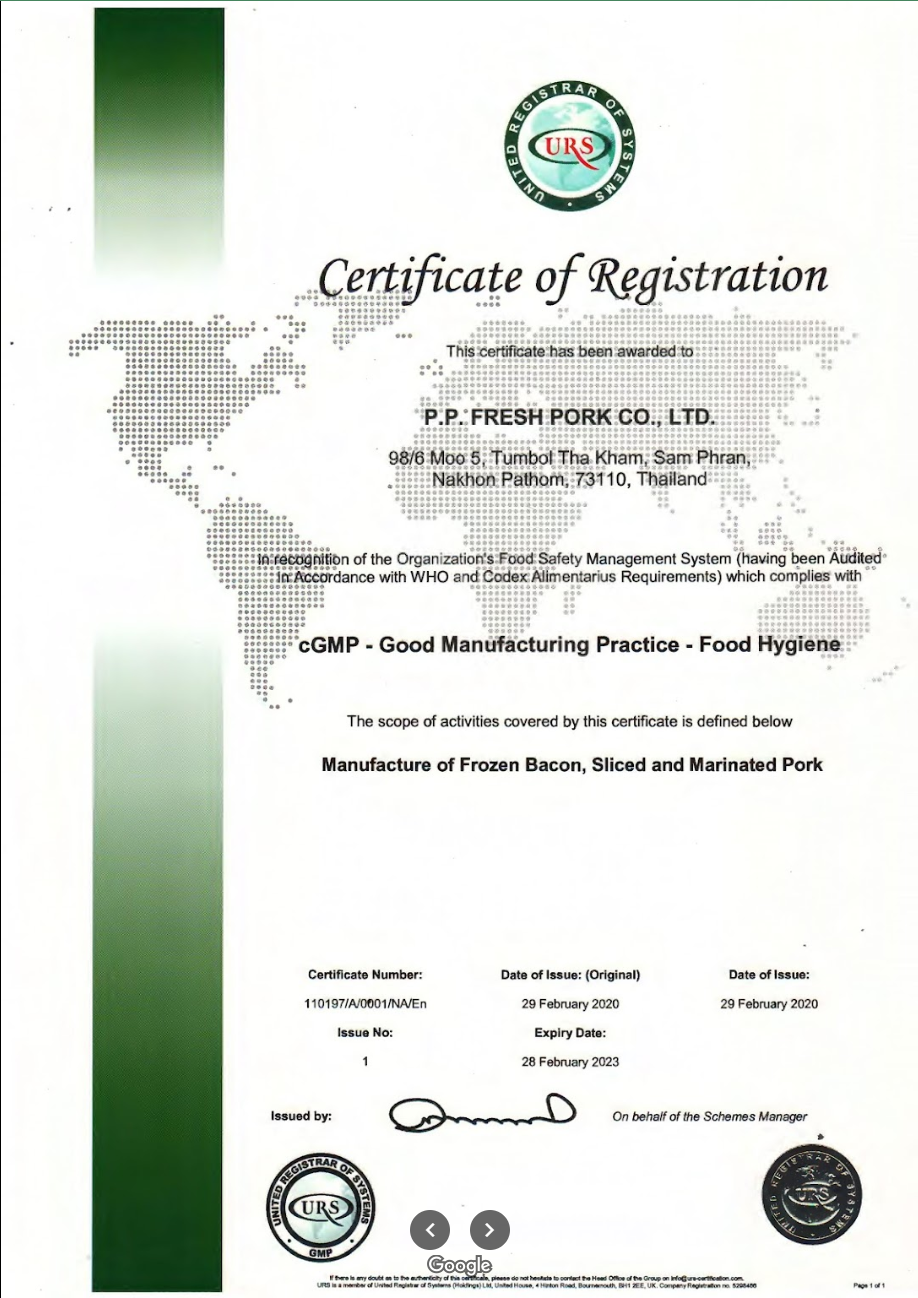 UNITED REGISTRAR OF SYSTEMS
URS
Certificate of Registration
This certificate has been awarded to
P.P. FRESH PORK CO., LTD.
98/6 Moo 5, Tumbol Tha Kham, Sam Phran,
Nakhon Pathom, 73110, Thailand
In recognition of the Organization's Food Safety Management System (having been Audited
In Accordance with WHO and Codex Alimentarius Requirements) which complies with
cGMP - Good Manufacturing Practice - Food Hygiene
The scope of activities covered by this certificate is defined below
Manufacture of Frozen Bacon, Sliced and Marinated Pork
Certificate Number: Date of Issue: (Original) Date of Issue:
110197/A/0001/NA/En 29 February 2020 29 February 2020
Issue No: Expiry Date:
1 28 February 2023
Issued by: On behalf of the Schemes Manager
UNITED REGISTRAR OF SYSTEMS
URS
GMP
UNITED REGISTRAR OF SYSTEMS
URS
Google
If there is any doubt as to the authenticity of this certificate, please do not hesitate to contact the Head Office of the Group on info@urs-certification.com.
URS is a member of United Registrar of Systems (Holdings) Ltd, United House, 4 Hinton Road, Bournemouth, BH1 2EE, UK. Company Registration no. 5298466
Page 1 of 1